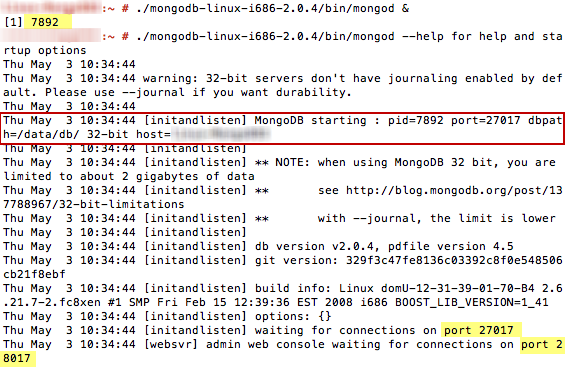 :~ # ./mongodb-linux-i686-2.0.4/bin/mongod &
[1] 7892
:~ # ./mongodb-linux-i686-2.0.4/bin/mongod --help for help and sta
rtup options
Thu May  3 10:34:44
Thu May  3 10:34:44 warning: 32-bit servers don't have journaling enabled by def
ault. Please use --journal if you want durability.
Thu May  3 10:34:44
Thu May  3 10:34:44 [initandlisten] MongoDB starting : pid=7892 port=27017 dbpat
h=/data/db/ 32-bit host=
Thu May  3 10:34:44 [initandlisten]
Thu May  3 10:34:44 [initandlisten] ** NOTE: when using MongoDB 32 bit, you are
limited to about 2 gigabytes of data
Thu May  3 10:34:44 [initandlisten] **       see http://blog.mongodb.org/post/13
7788967/32-bit-limitations
Thu May  3 10:34:44 [initandlisten] **       with --journal, the limit is lower
Thu May  3 10:34:44 [initandlisten]
Thu May  3 10:34:44 [initandlisten] db version v2.0.4, pdfile version 4.5
Thu May  3 10:34:44 [initandlisten] git version: 329f3c47fe8136c03392c8f0e548506
cb21f8ebf
Thu May  3 10:34:44 [initandlisten] build info: Linux domU-12-31-39-01-70-B4 2.6
.21.7-2.fc8xen #1 SMP Fri Feb 15 12:39:36 EST 2008 i686 BOOST_LIB_VERSION=1_41
Thu May  3 10:34:44 [initandlisten] options: {}
Thu May  3 10:34:44 [initandlisten] waiting for connections on port 27017
Thu May  3 10:34:44 [websvr] admin web console waiting for connections on port 2
8017